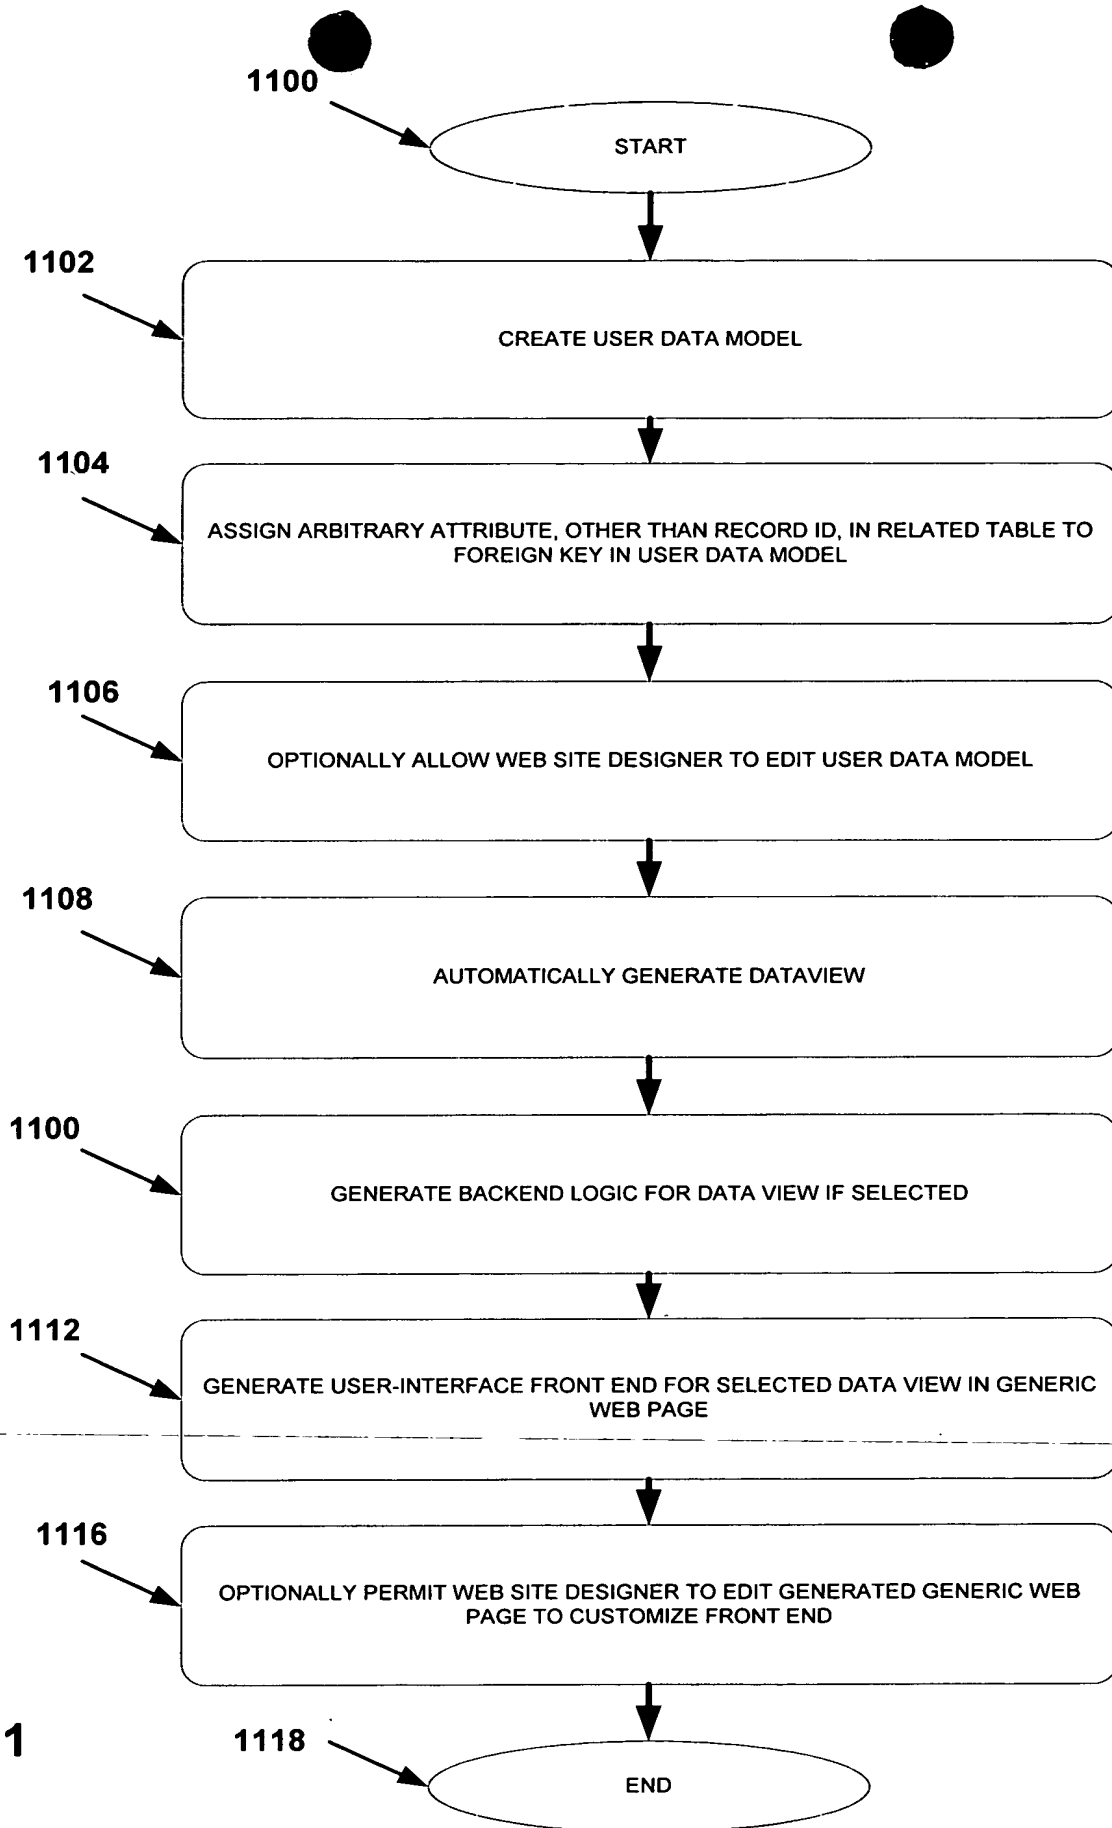 1100
START
1102
CREATE USER DATA MODEL
1104
ASSIGN ARBITRARY ATTRIBUTE, OTHER THAN RECORD ID, IN RELATED TABLE TO
FOREIGN KEY IN USER DATA MODEL
1106
OPTIONALLY ALLOW WEB SITE DESIGNER TO EDIT USER DATA MODEL
1108
AUTOMATICALLY GENERATE DATAVIEW
1100
GENERATE BACKEND LOGIC FOR DATA VIEW IF SELECTED
1112
GENERATE USER-INTERFACE FRONT END FOR SELECTED DATA VIEW IN GENERIC
WEB PAGE
1116
OPTIONALLY PERMIT WEB SITE DESIGNER TO EDIT GENERATED GENERIC WEB
PAGE TO CUSTOMIZE FRONT END
1
1118
END